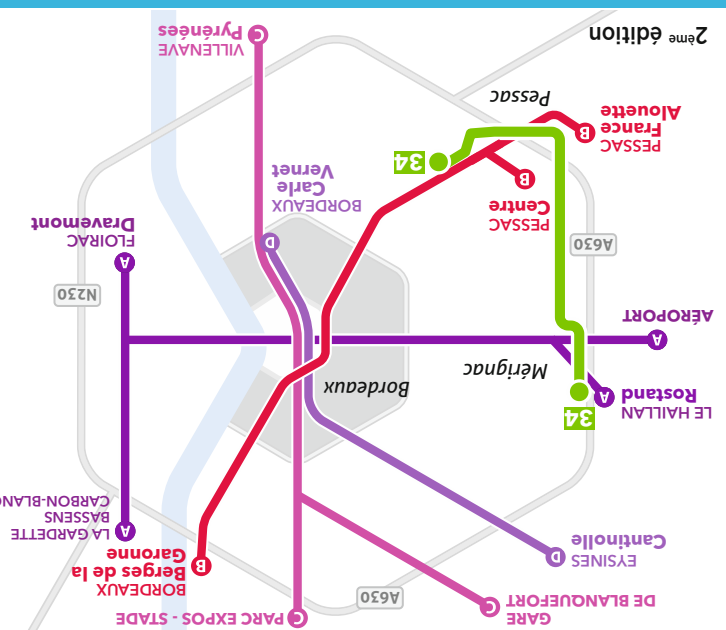 C PARC EXPOS - STADE
GARE
DE BLANQUEFORT
C
A630
BORDEAUX
Berges de la
Garonne
B
EYSINES
Cantinolle
D
LA GARDETTE
BASSENS
CARBON-BLANC
A
34
LE HAILLAN
Rostand
A
Bordeaux
Mérignac
A
AÉROPORT
N230
A630
A
FLOIRAC
Dravemont
D
BORDEAUX
Carle
Vernet
PESSAC
Centre
B
34
PESSAC
France
Alouette
B
Pessac
VILLENAVE
Pyrénées
C
2ème édition